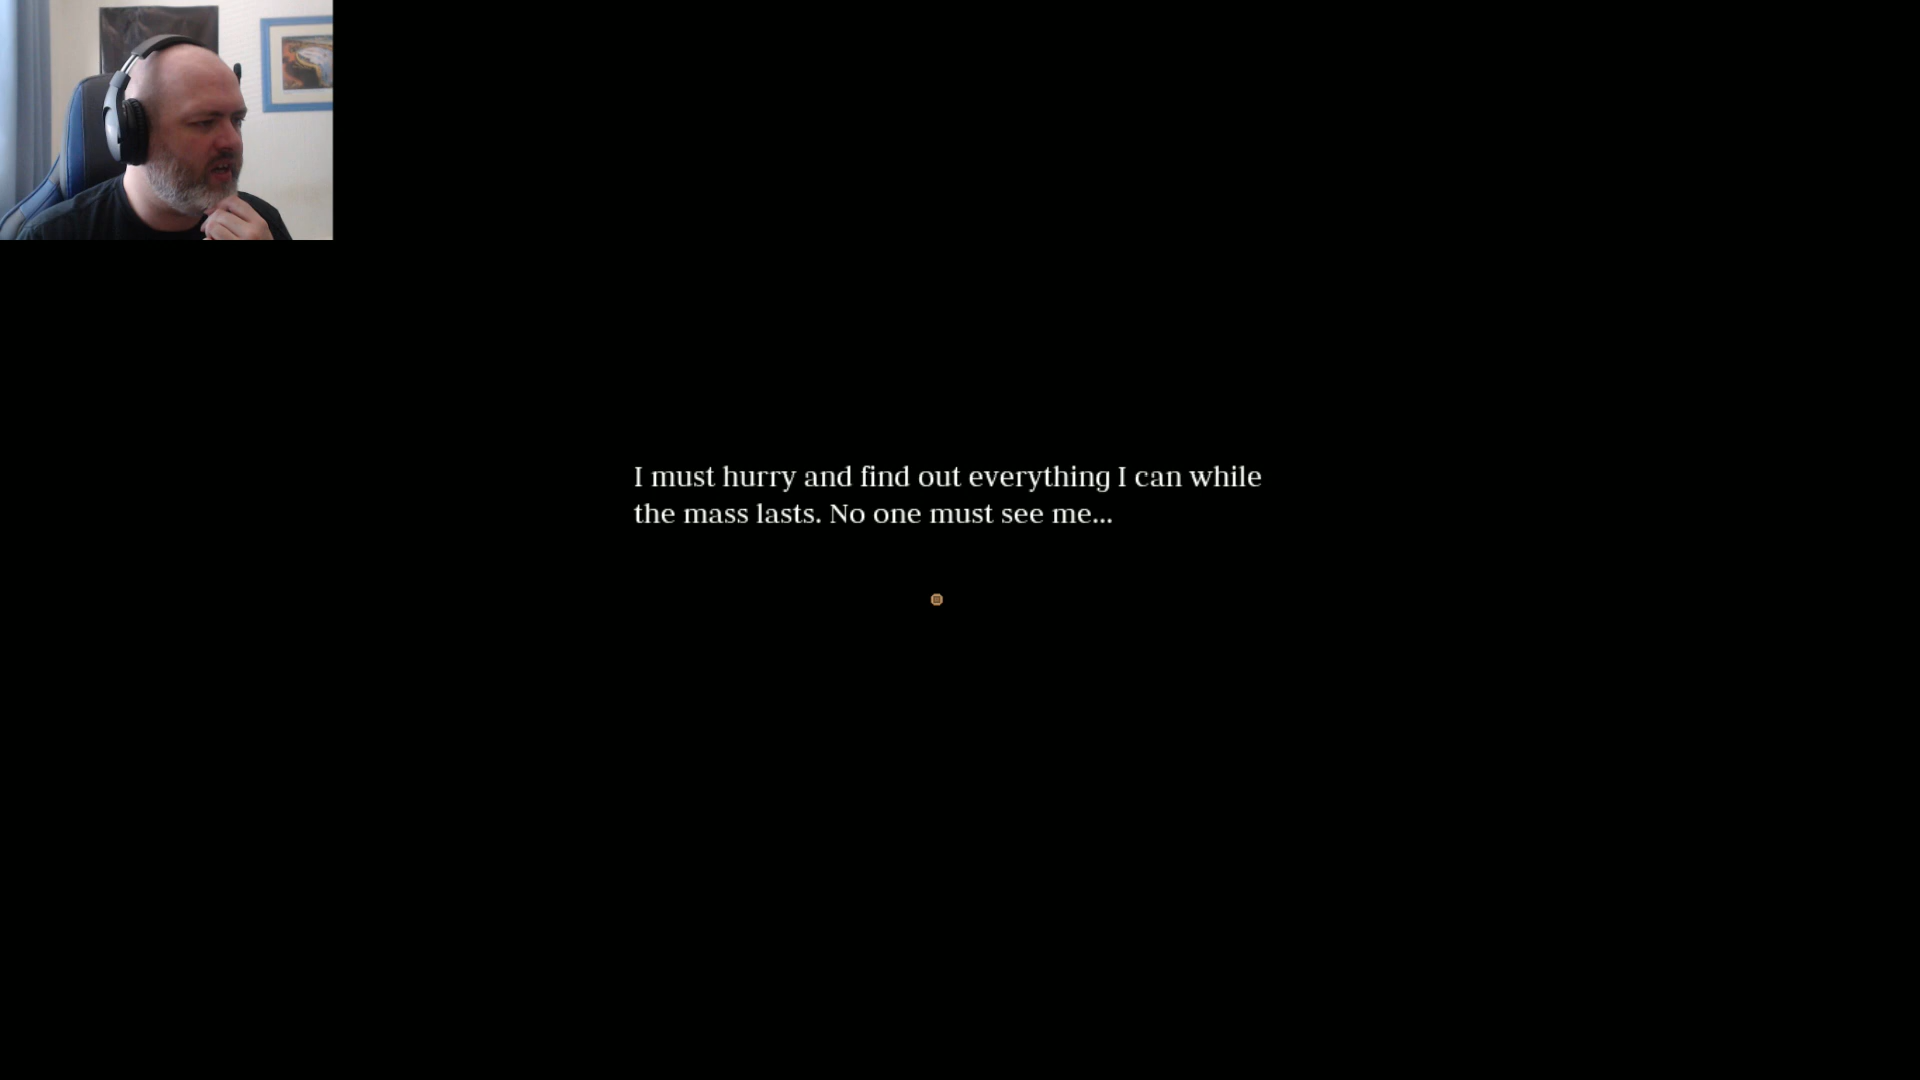 I must hurry and find out everything I can while
the mass lasts. No one must see me...